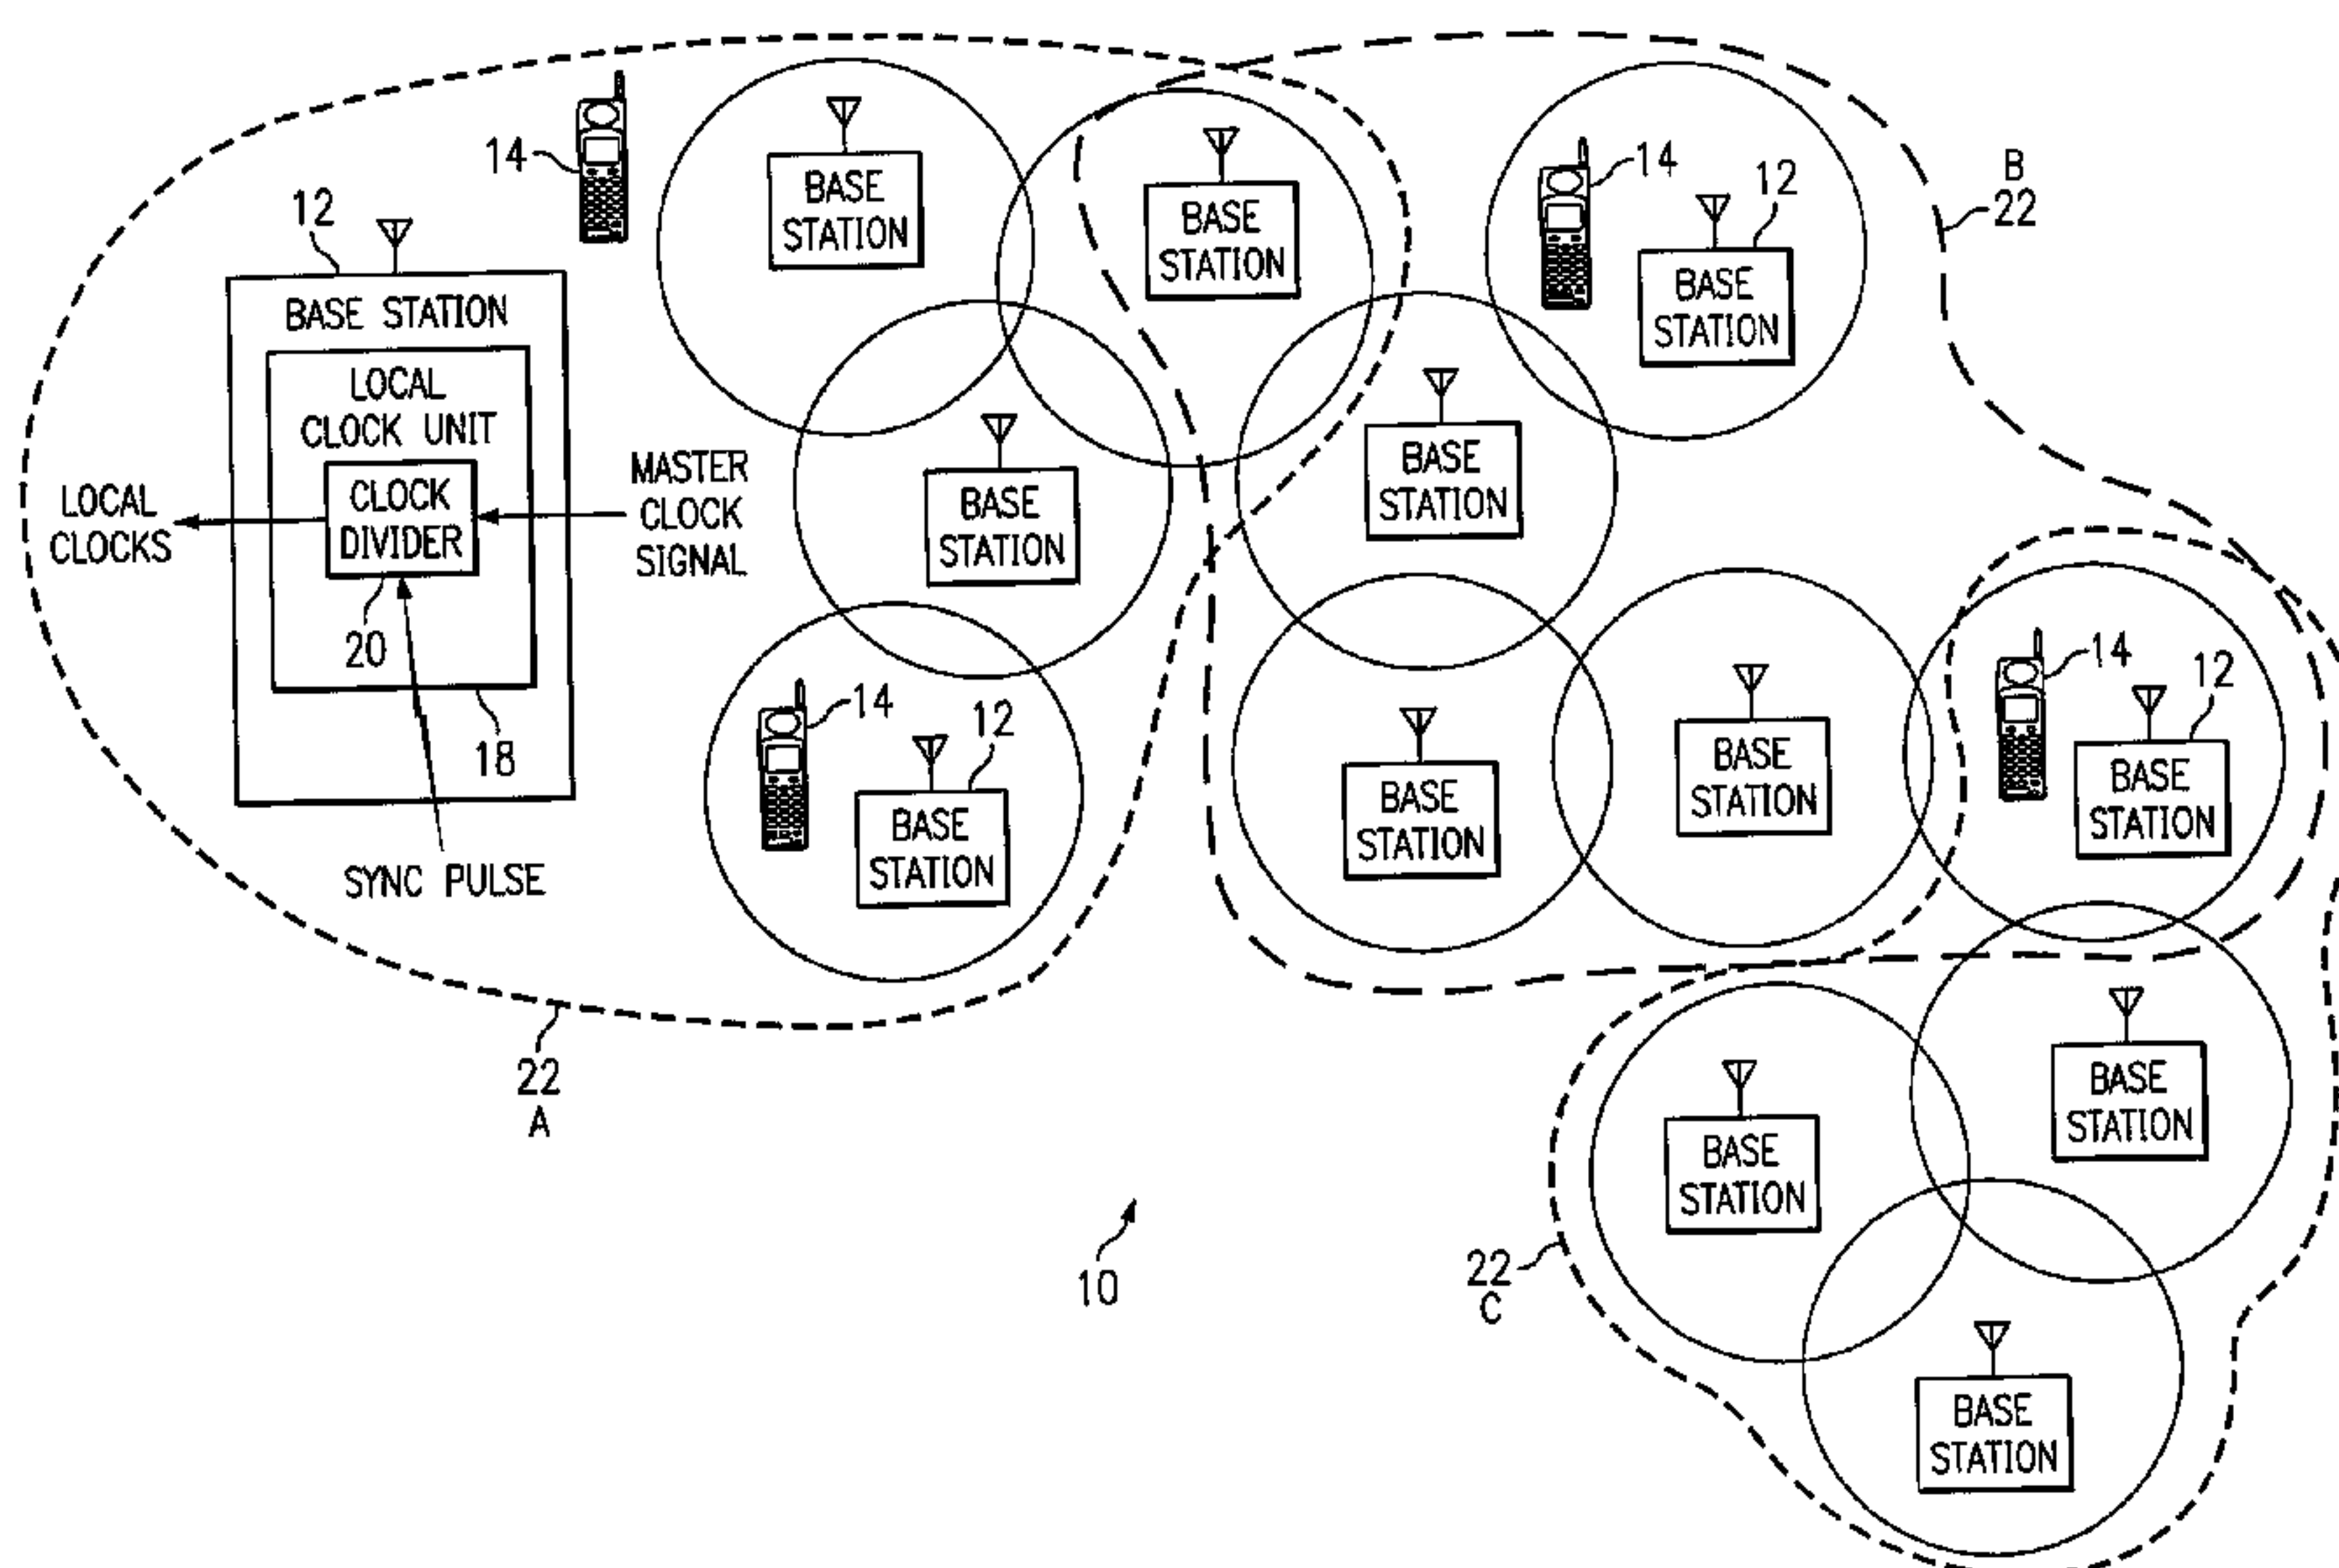 14
BASE
STATION
BASE
STATION
14
12
BASE
STATION
B
22
12
BASE STATION
LOCAL
CLOCK UNIT
CLOCK
DIVIDER
20
18
LOCAL
CLOCKS
MASTER
CLOCK
SIGNAL
SYNC PULSE
BASE
STATION
BASE
STATION
14
12
BASE
STATION
BASE
STATION
BASE
STATION
14
12
BASE
STATION
22
A
BASE
STATION
BASE
STATION
10
22
C
BASE
STATION